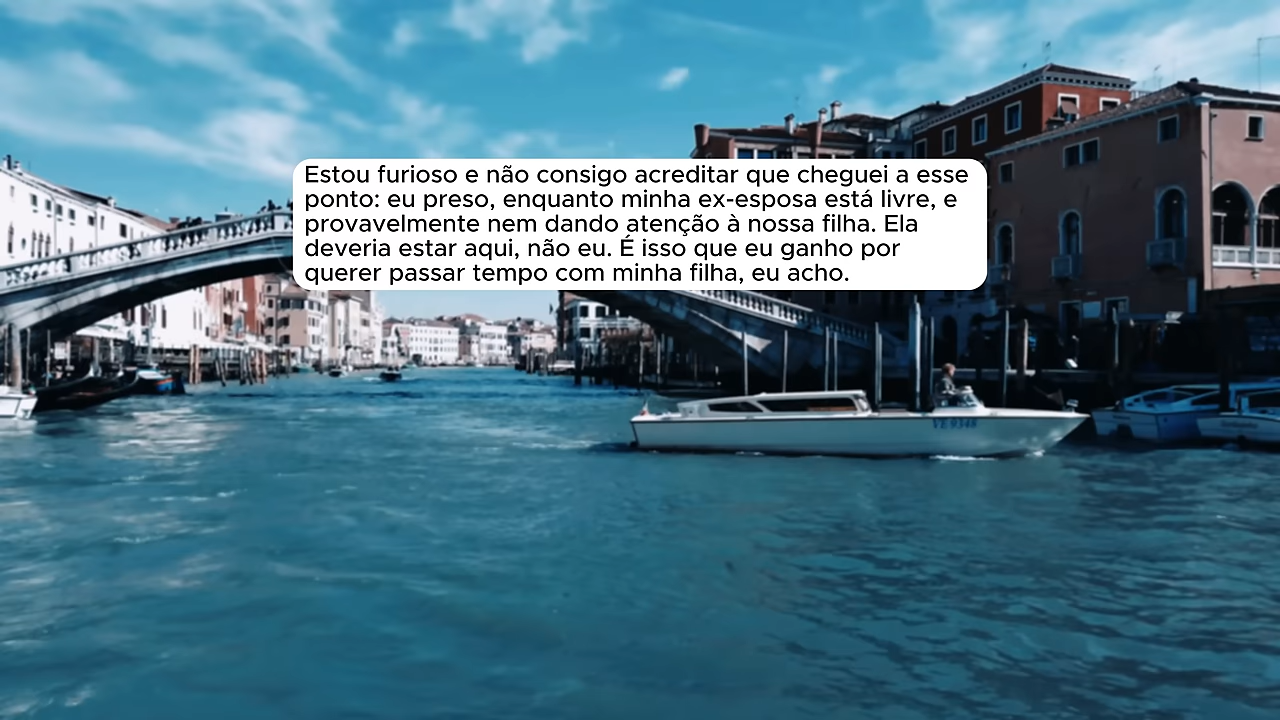 Estou furioso e não consigo acreditar que cheguei a esse
ponto: eu preso, enquanto minha ex-esposa está livre, e
provavelmente nem dando atenção à nossa filha. Ela
deveria estar aqui, não eu. É isso que eu ganho por
querer passar tempo com minha filha, eu acho.
VE 9348